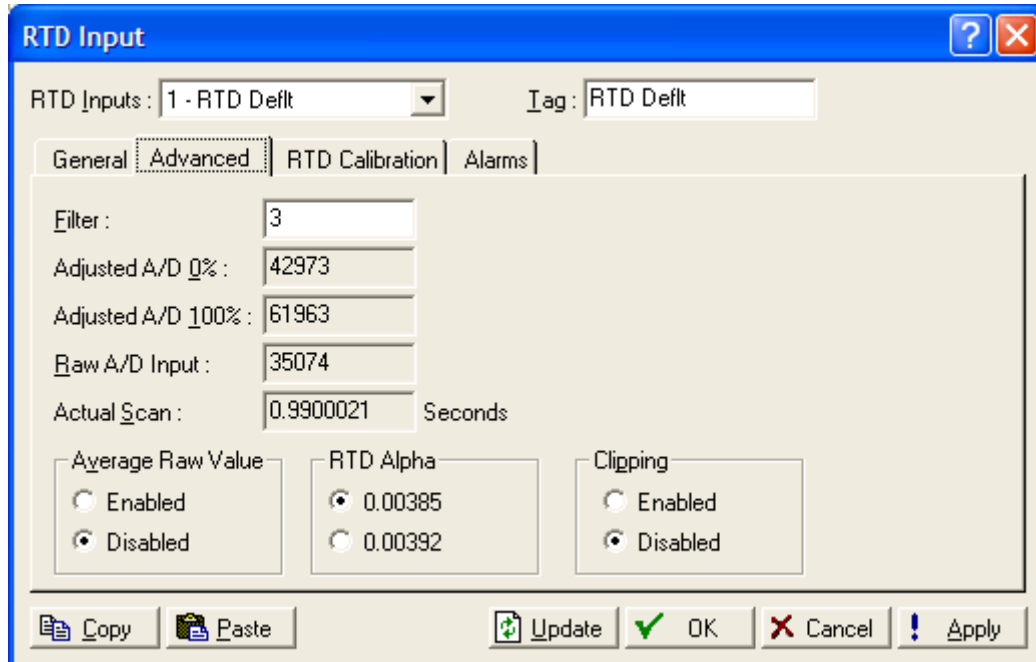 RTD Input
RTD Inputs : 1 - RTD Deflt Tag : RTD Deflt
General Advanced RTD Calibration Alarms
Filter : 3
Adjusted A/D 0% : 42973
Adjusted A/D 100% : 61963
Raw A/D Input : 35074
Actual Scan : 0.9900021 Seconds
Average Raw Value RTD Alpha Clipping
Enabled 0.00385 Enabled
Disabled 0.00392 Disabled
Copy Paste Update OK Cancel Apply